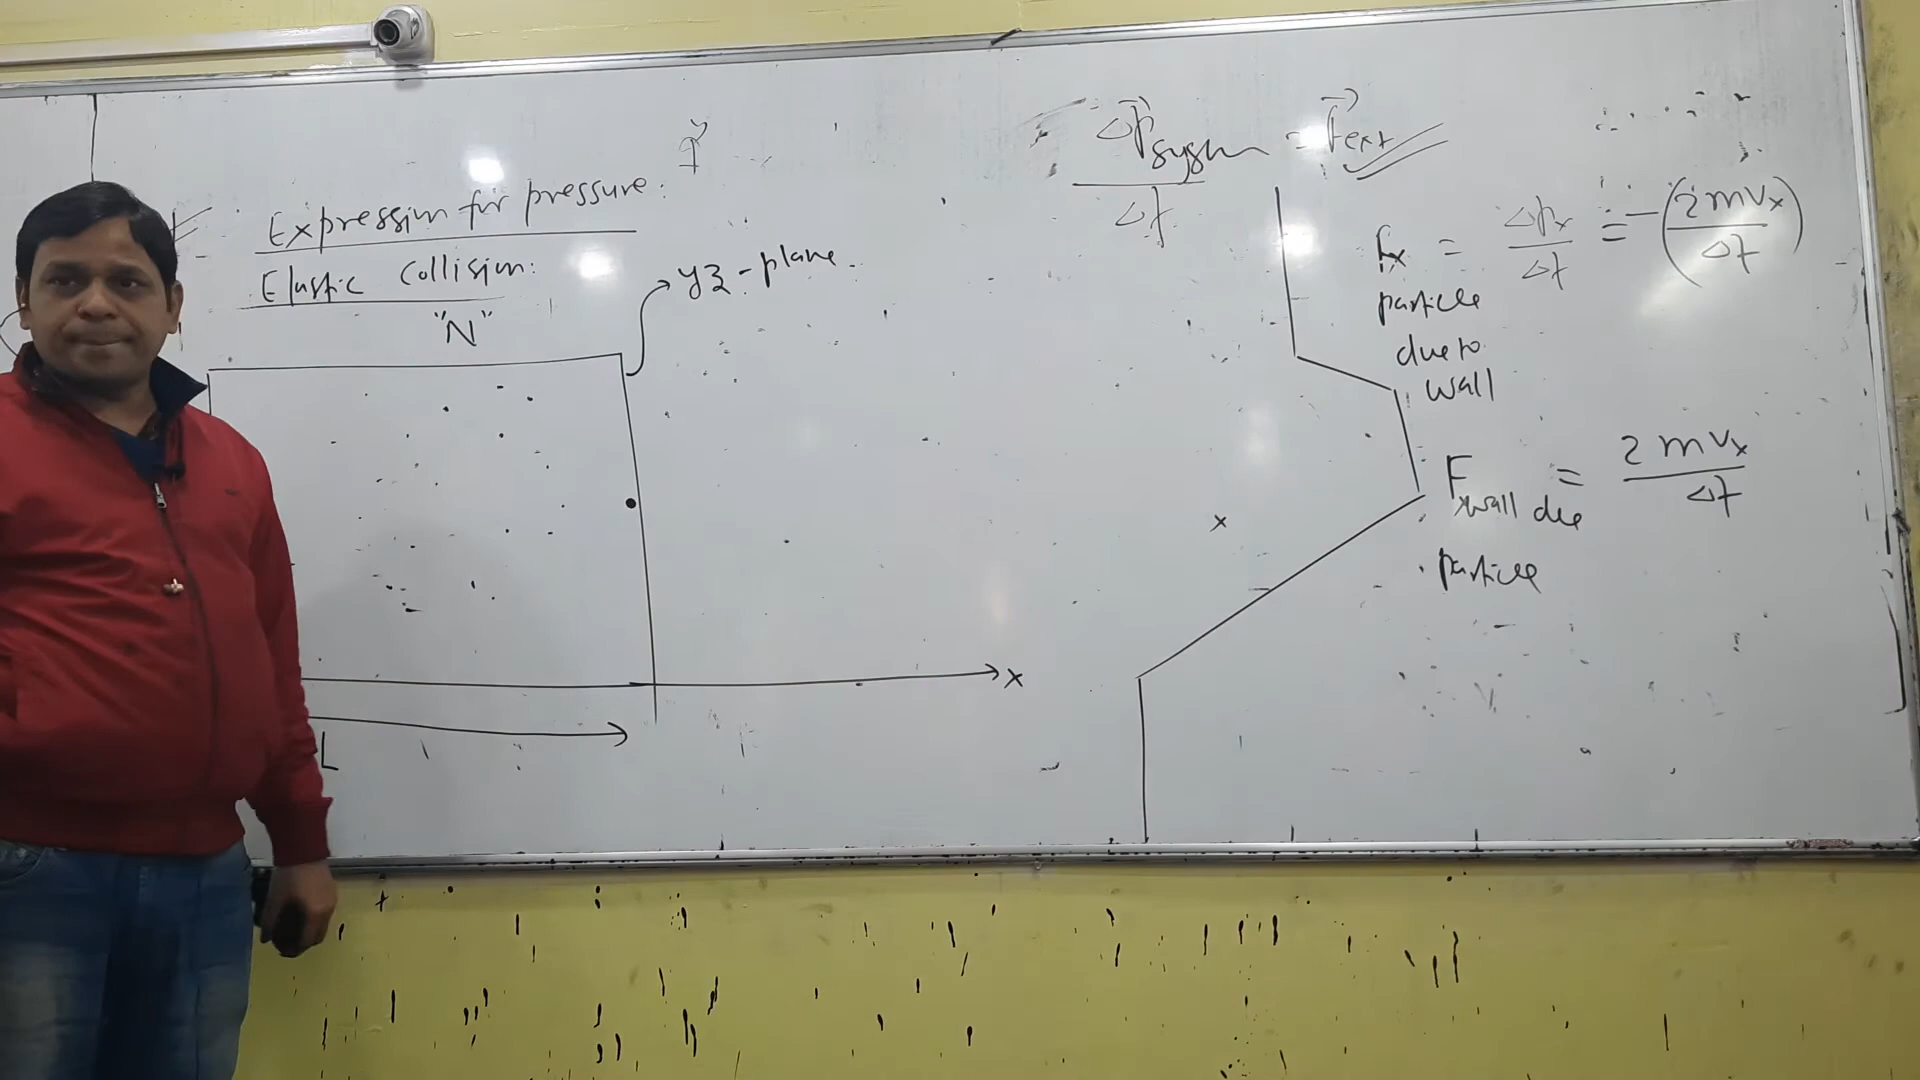 Expression for pressure:
Elastic Collision:
"N"
yz-plane
x
L
Δp⃗system / Δt = F⃗ext
Fx = Δpx / Δt = -(2mvx / Δt)
particle
due to
wall
x
F xwall due = 2mvx / Δt
particle